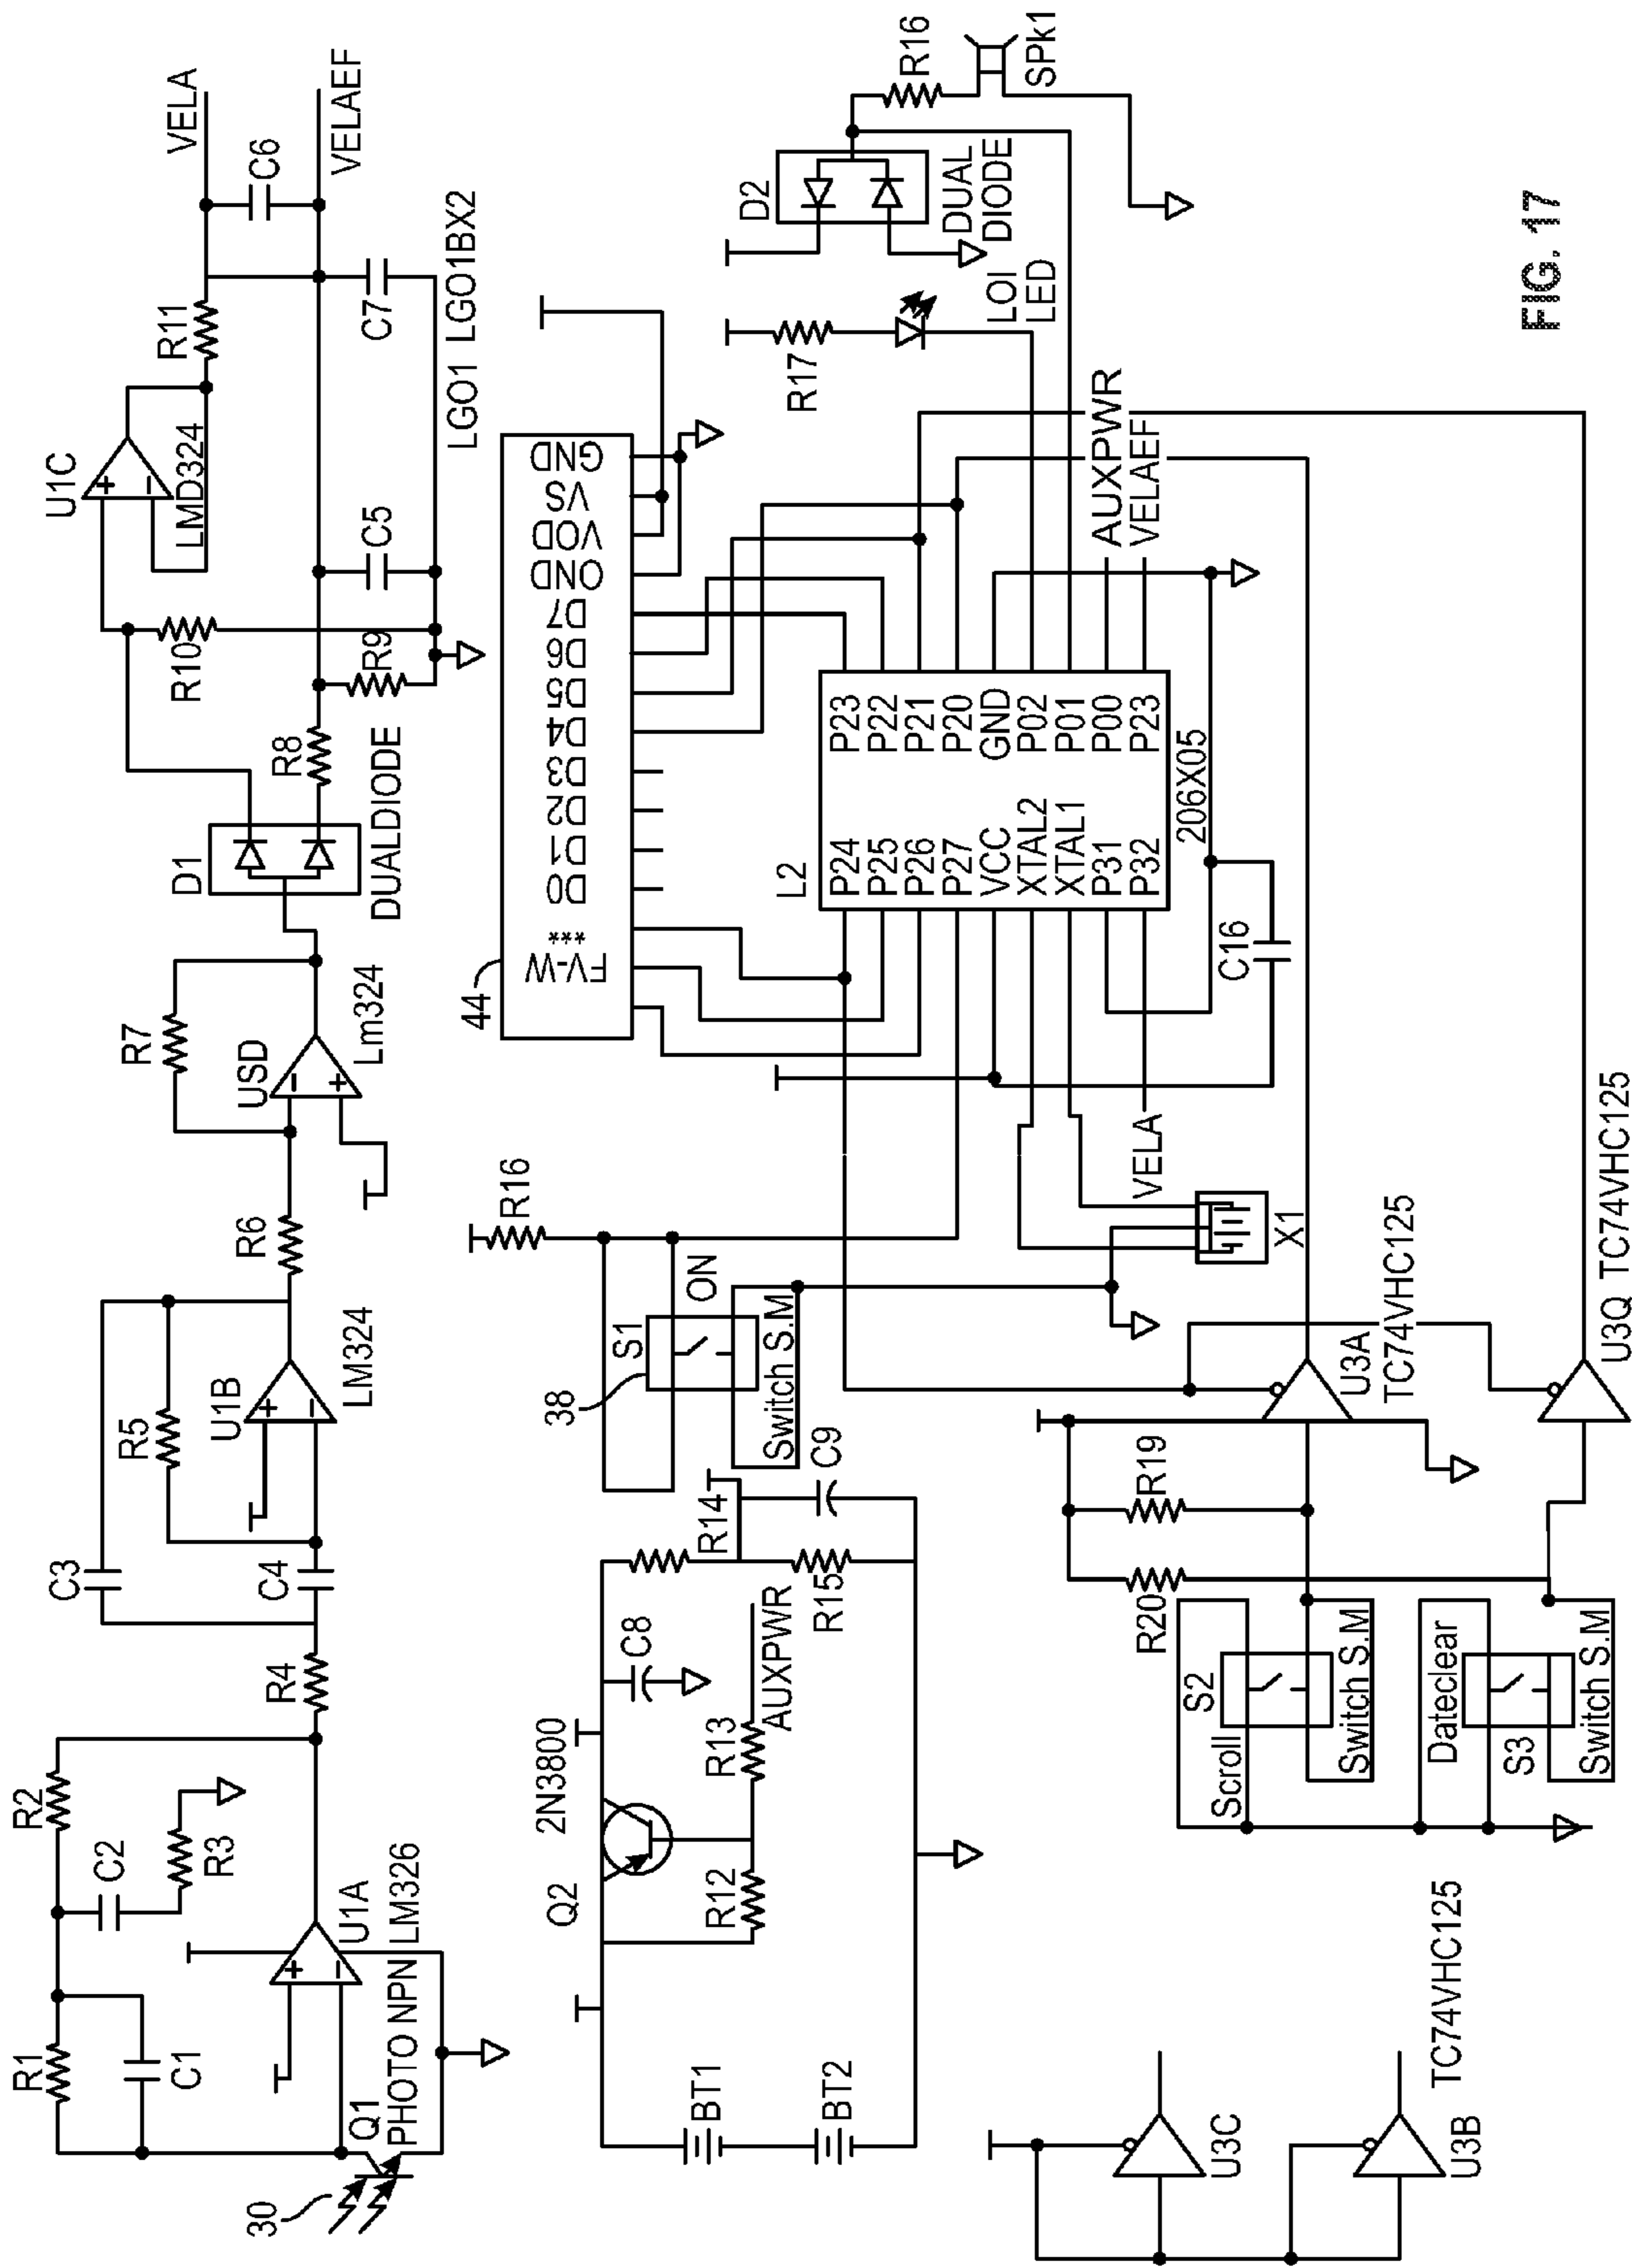 R1
C1
R2
C2
R3
30
Q1
PHOTO NPN
U1A
LM326
R4
C3
C4
R5
U1B
LM324
R6
R7
USD
Lm324
D1
DUALDIODE
R8
R9
R10
C5
U1C
LMD324
R11
C7
C6
VELA
VELAEF
LGO1 LGO1BX2
BT1
BT2
Q2
2N3800
R12
R13
AUXPWR
C8
R14
R15
C9
38
S1
ON
Switch S.M
R16
44
FV-W
***
D0
D1
D2
D3
D4
D5
D6
D7
OND
VOD
VS
GND
L2
P24
P25
P26
P27
VCC
XTAL2
XTAL1
P31
P32
P23
P22
P21
P20
GND
P02
P01
P00
P23
206X05
C16
VELA
X1
AUXPWR
VELAEF
R17
LOI
LED
D2
DUAL
DIODE
R16
SPk1
U3C
U3B
TC74VHC125
Scroll
S2
Switch S.M
Dateclear
S3
Switch S.M
R20
R19
U3A
TC74VHC125
U3Q TC74VHC125
FIG. 17